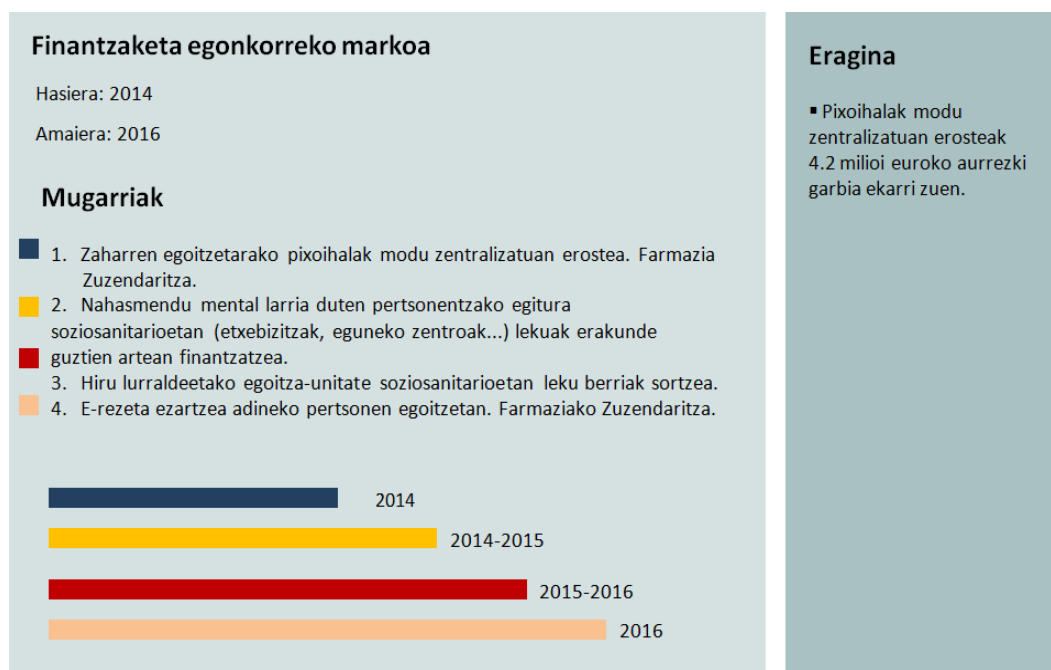 Finantzaketa egonkorreko markoa
Hasiera: 2014
Amaiera: 2016
Mugarriak
1. Zaharren egoitzetarako pixoihalak modu zentralizatuan erostea. Farmazia
Zuzendaritza.
2. Nahasmendu mental larria duten pertsonentzako egitura
soziosanitarioetan (etxebizitzak, eguneko zentroak...) lekuak erakunde
guztien artean finantzatzea.
3. Hiru lurraldeetako egoitza-unitate soziosanitarioetan leku berriak sortzea.
4. E-rezeta ezartzea adineko pertsonen egoitzetan. Farmaziako Zuzendaritza.
2014
2014-2015
2015-2016
2016
Eragina
▪ Pixoihalak modu
zentralizatuan erosteak
4.2 milioi euroko aurrezki
garbia ekarri zuen.